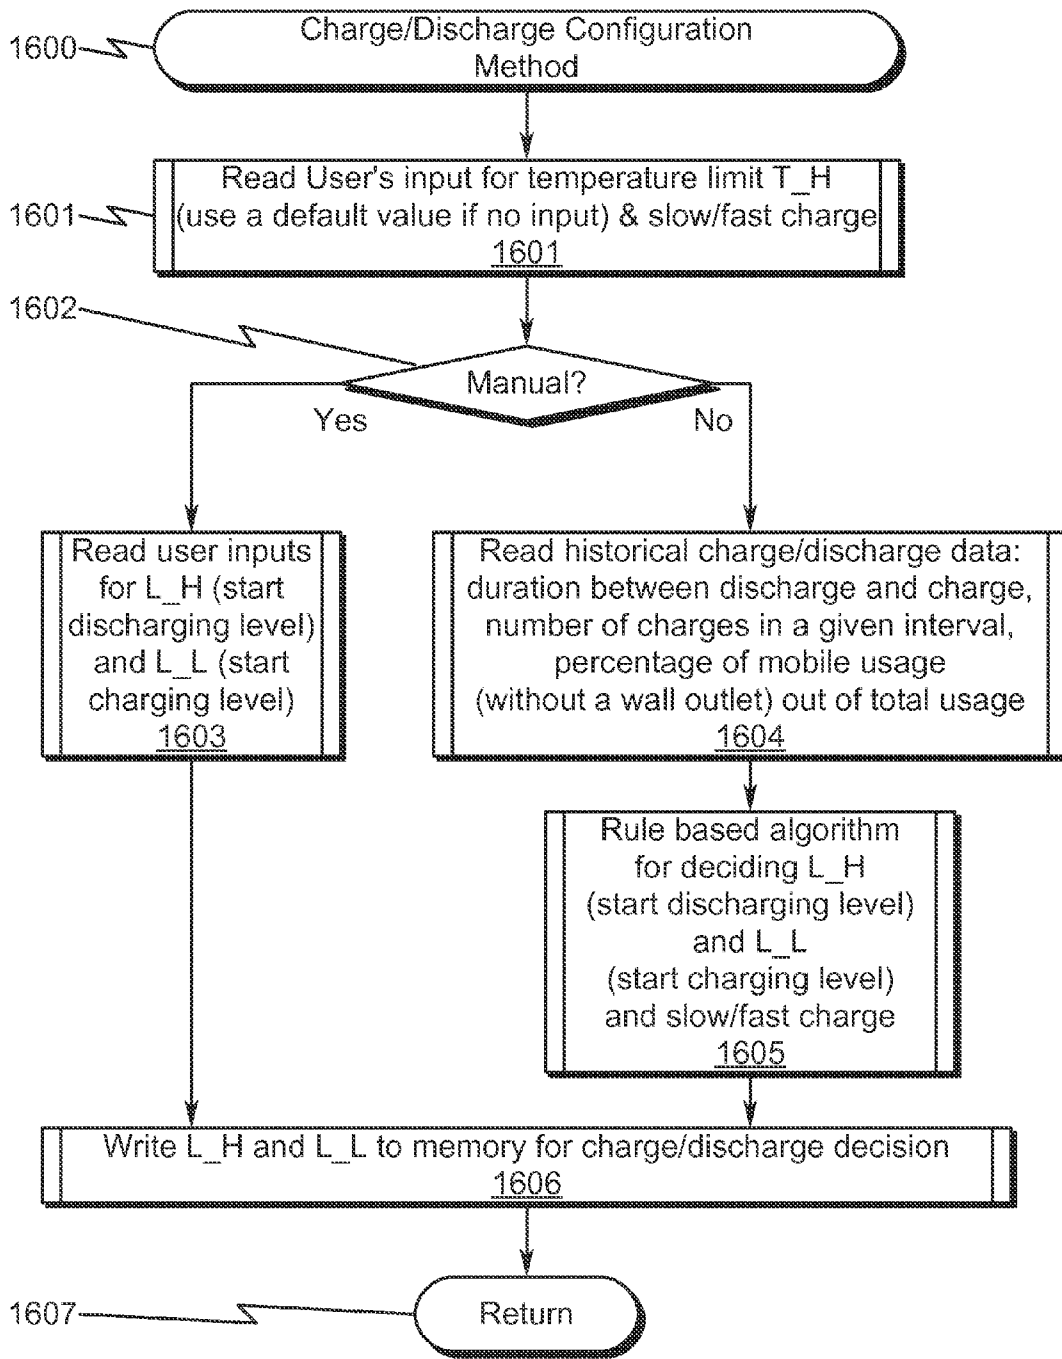 1600
Charge/Discharge Configuration
Method
1601
Read User's input for temperature limit T_H
(use a default value if no input) & slow/fast charge
1601
1602
Manual?
Yes
No
Read user inputs
for L_H (start
discharging level)
and L_L (start
charging level)
1603
Read historical charge/discharge data:
duration between discharge and charge,
number of charges in a given interval,
percentage of mobile usage
(without a wall outlet) out of total usage
1604
Rule based algorithm
for deciding L_H
(start discharging level)
and L_L
(start charging level)
and slow/fast charge
1605
Write L_H and L_L to memory for charge/discharge decision
1606
1607
Return